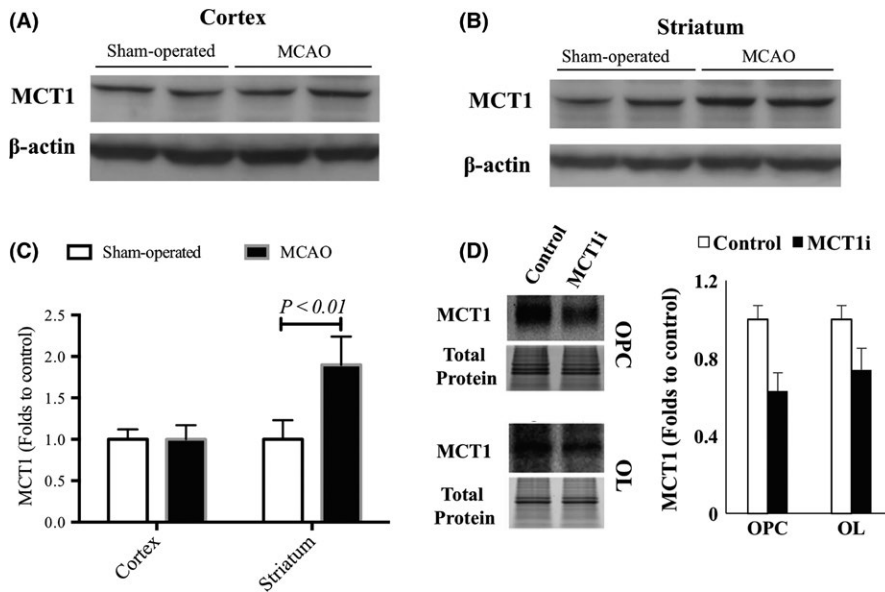 (A)
Cortex
Sham-operated MCAO
MCT1
β-actin
(B)
Striatum
Sham-operated MCAO
MCT1
β-actin
(C)
Sham-operated MCAO
MCT1 (Folds to control)
2.5
2.0
1.5
1.0
0.5
0.0
P < 0.01
Cortex
Striatum
(D)
Control
MCT1i
MCT1
Total
Protein
OPC
MCT1
Total
Protein
OL
Control MCT1i
MCT1 (Folds to control)
1.2
0.8
0.4
0
OPC OL